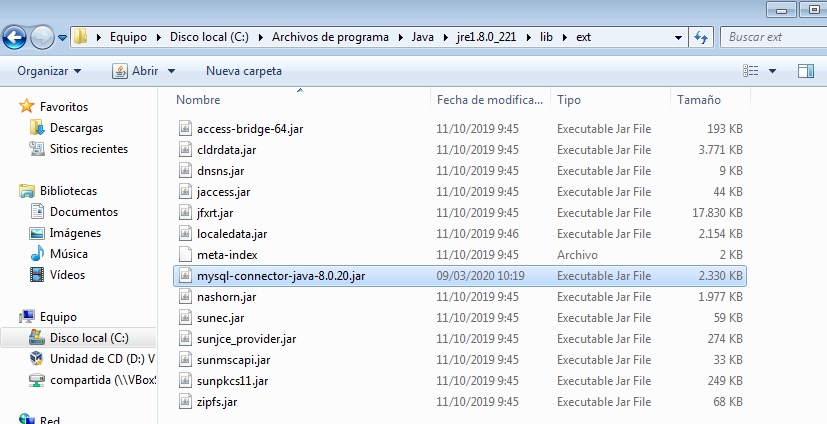 Equipo Disco local (C:) Archivos de programa Java jre1.8.0_221 lib ext Buscar ext
Organizar Abrir Nueva carpeta
Favoritos
Descargas
Sitios recientes
Bibliotecas
Documentos
Imágenes
Música
Vídeos
Equipo
Disco local (C:)
Unidad de CD (D:) V
compartida (\\VBoxS
Red
Nombre Fecha de modifica... Tipo Tamaño
access-bridge-64.jar 11/10/2019 9:45 Executable Jar File 193 KB
cldrdata.jar 11/10/2019 9:45 Executable Jar File 3.771 KB
dnsns.jar 11/10/2019 9:45 Executable Jar File 9 KB
jaccess.jar 11/10/2019 9:45 Executable Jar File 44 KB
jfxrt.jar 11/10/2019 9:45 Executable Jar File 17.830 KB
localedata.jar 11/10/2019 9:46 Executable Jar File 2.154 KB
meta-index 11/10/2019 9:45 Archivo 2 KB
mysql-connector-java-8.0.20.jar 09/03/2020 10:19 Executable Jar File 2.330 KB
nashorn.jar 11/10/2019 9:45 Executable Jar File 1.977 KB
sunec.jar 11/10/2019 9:45 Executable Jar File 59 KB
sunjce_provider.jar 11/10/2019 9:45 Executable Jar File 274 KB
sunmscapi.jar 11/10/2019 9:45 Executable Jar File 33 KB
sunpkcs11.jar 11/10/2019 9:45 Executable Jar File 249 KB
zipfs.jar 11/10/2019 9:45 Executable Jar File 68 KB